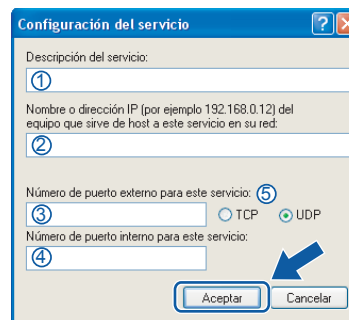 Configuración del servicio
Descripción del servicio:
①
Nombre o dirección IP (por ejemplo 192.168.0.12) del
equipo que sirve de host a este servicio en su red:
②
Número de puerto externo para este servicio: ⑤
③ TCP UDP
Número de puerto interno para este servicio:
④
Aceptar Cancelar